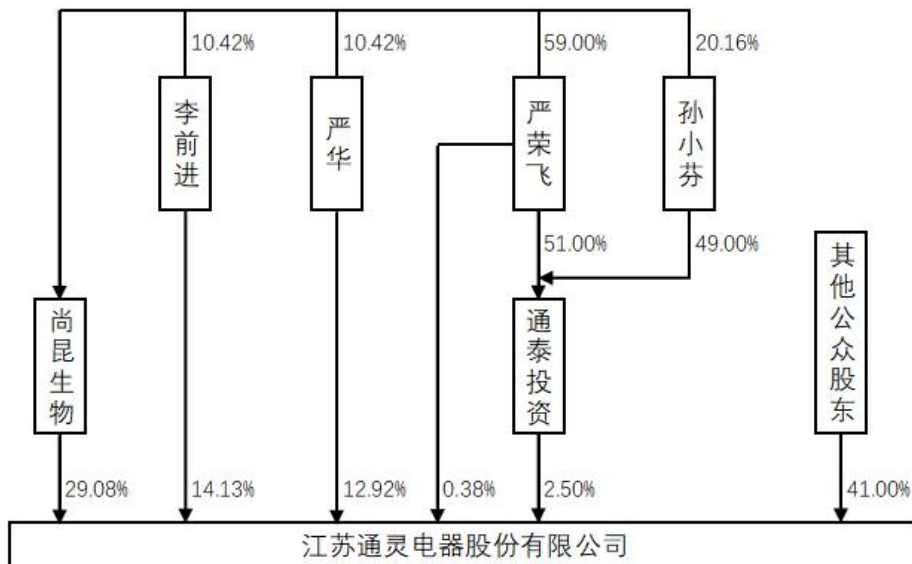 10.42%
10.42%
59.00%
20.16%
李前进
严华
严荣飞
孙小芬
51.00%
49.00%
其他公众股东
尚昆生物
通泰投资
29.08%
14.13%
12.92%
0.38%
2.50%
41.00%
江苏通灵电器股份有限公司